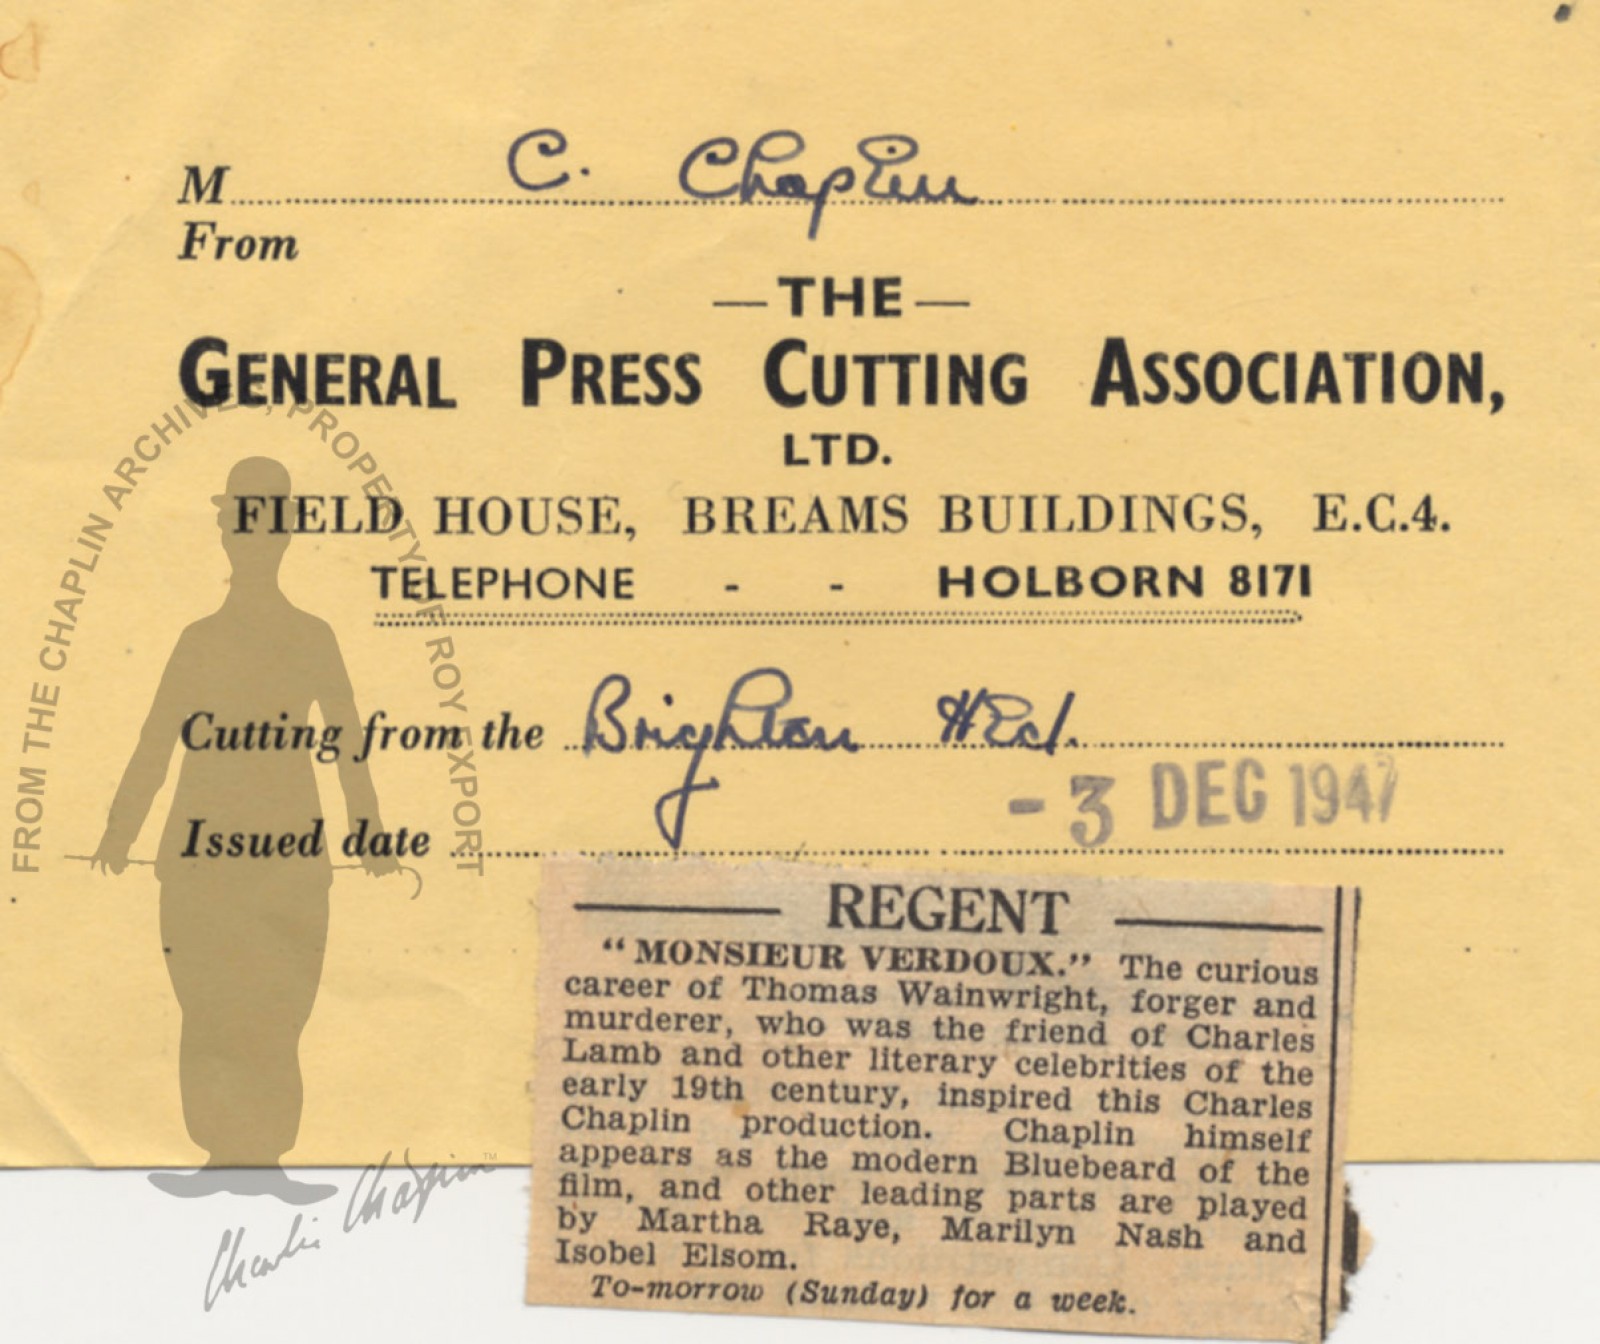 M C. Chaplin
From
— THE —
GENERAL PRESS CUTTING ASSOCIATION,
LTD.
FIELD HOUSE, BREAMS BUILDINGS, E.C.4.
TELEPHONE - - HOLBORN 8171
Cutting from the Brighton
- 3 DEC 1947
Issued date
REGENT
"MONSIEUR VERDOUX." The curious
career of Thomas Wainwright, forger and
murderer, who was the friend of Charles
Lamb and other literary celebrities of the
early 19th century, inspired this Charles
Chaplin production. Chaplin himself
appears as the modern Bluebeard of the
film, and other leading parts are played
by Martha Raye, Marilyn Nash and
Isobel Elsom.
To-morrow (Sunday) for a week.
FROM THE CHAPLIN ARCHIVES, PROPERTY OF ROY EXPORT
Charlie Chaplin™